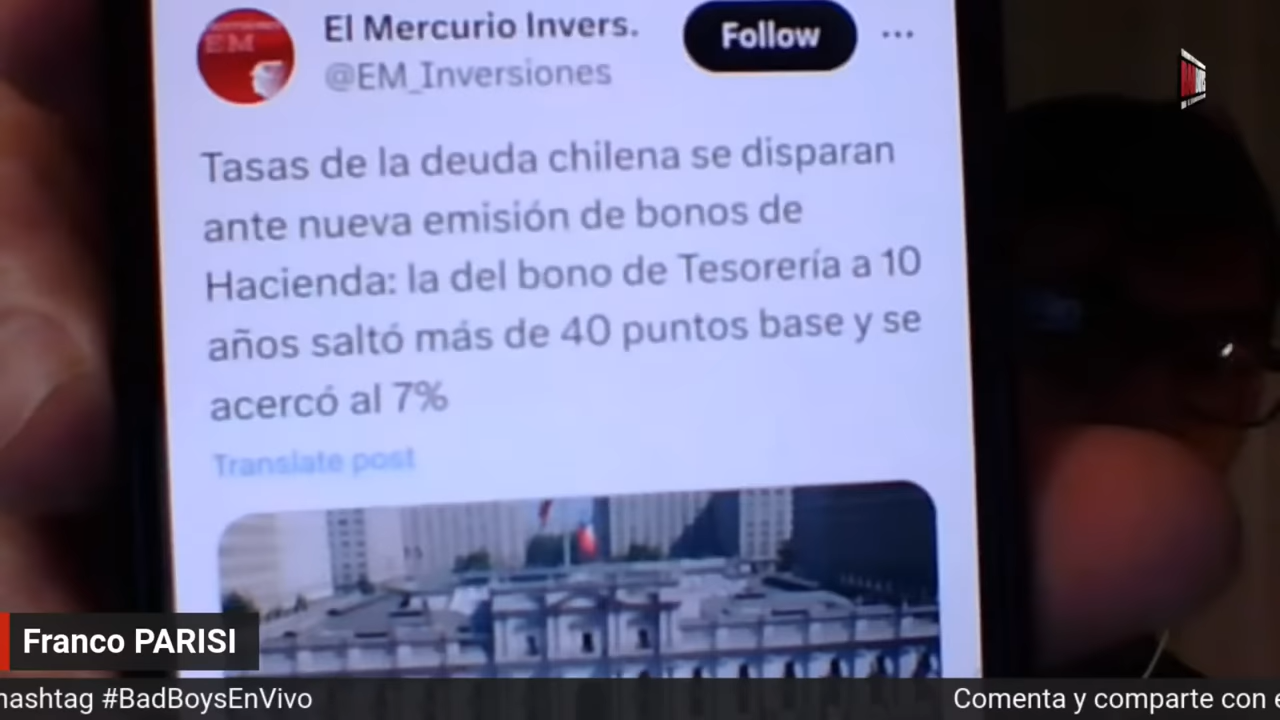 El Mercurio Invers.
@EM_Inversiones
Follow
EM
Tasas de la deuda chilena se disparan
ante nueva emisión de bonos de
Hacienda: la del bono de Tesorería a 10
años saltó más de 40 puntos base y se
acercó al 7%
Translate post
Franco PARISI
hashtag #BadBoysEnVivo
Comenta y comparte con e